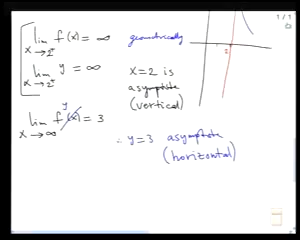 lim f(x) = ∞ geometrically
x→2⁺
lim y = ∞ x=2 is
x→2⁺ asymptote
(vertical)
y
lim f(x) = 3
x→∞
∴ y=3 asymptote
(horizontal)
2
1/1